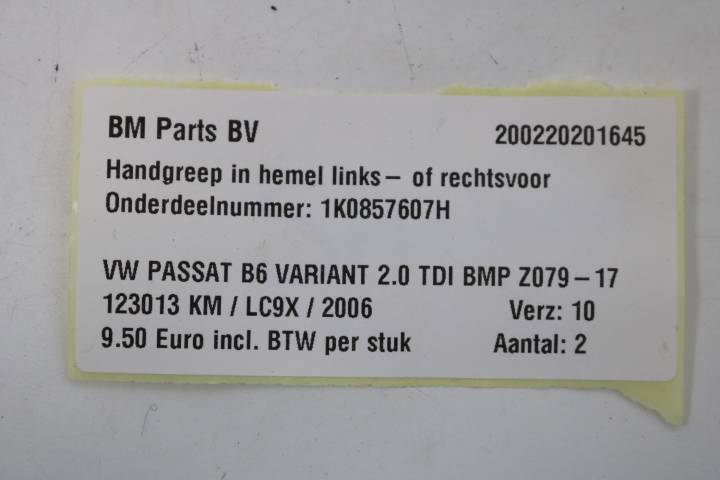 BM Parts BV 200220201645
Handgreep in hemel links- of rechtsvoor
Onderdeelnummer: 1K0857607H
VW PASSAT B6 VARIANT 2.0 TDI BMP Z079-17
123013 KM / LC9X / 2006 Verz: 10
9.50 Euro incl. BTW per stuk Aantal: 2